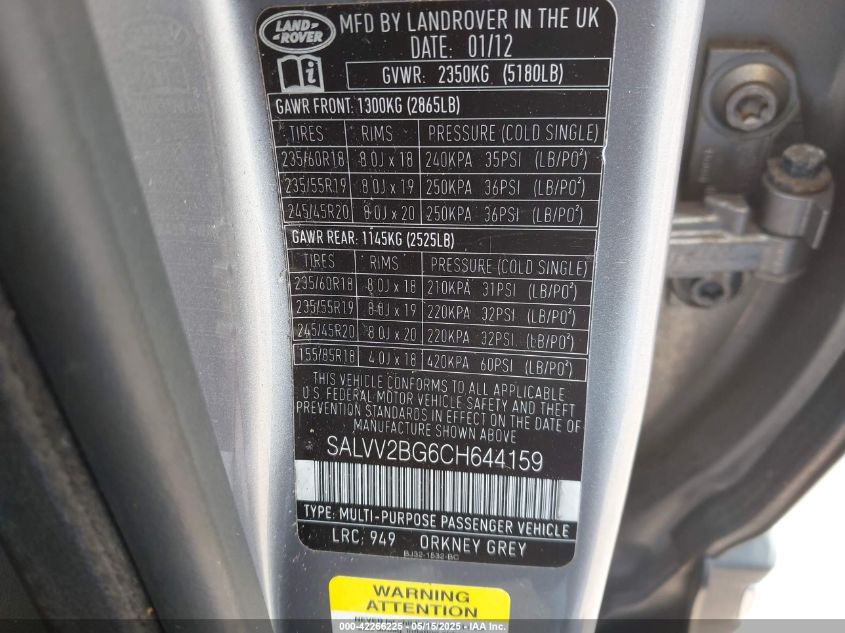 LAND-
-ROVER
MFD BY LANDROVER IN THE UK
DATE: 01/12
i
GVWR: 2350KG (5180LB)
GAWR FRONT: 1300KG (2865LB)
TIRES RIMS PRESSURE (COLD SINGLE)
235/60R18 8.0J x 18 240KPA 35PSI (LB/PO²)
235/55R19 8.0J x 19 250KPA 36PSI (LB/PO²)
245/45R20 8.0J x 20 250KPA 36PSI (LB/PO²)
GAWR REAR: 1145KG (2525LB)
TIRES RIMS PRESSURE (COLD SINGLE)
235/60R18 8.0J x 18 210KPA 31PSI (LB/PO²)
235/55R19 8.0J x 19 220KPA 32PSI (LB/PO²)
245/45R20 8.0J x 20 220KPA 32PSI (LB/PO²)
155/85R18 4.0J x 18 420KPA 60PSI (LB/PO²)
THIS VEHICLE CONFORMS TO ALL APPLICABLE
U.S. FEDERAL MOTOR VEHICLE SAFETY AND THEFT
PREVENTION STANDARDS IN EFFECT ON THE DATE OF
MANUFACTURE SHOWN ABOVE
SALVV2BG6CH644159
TYPE: MULTI-PURPOSE PASSENGER VEHICLE
LRC: 949 ORKNEY GREY
BJ32-1532-BC
WARNING
ATTENTION
000-42266225 - 05/15/2025 - IAA Inc.